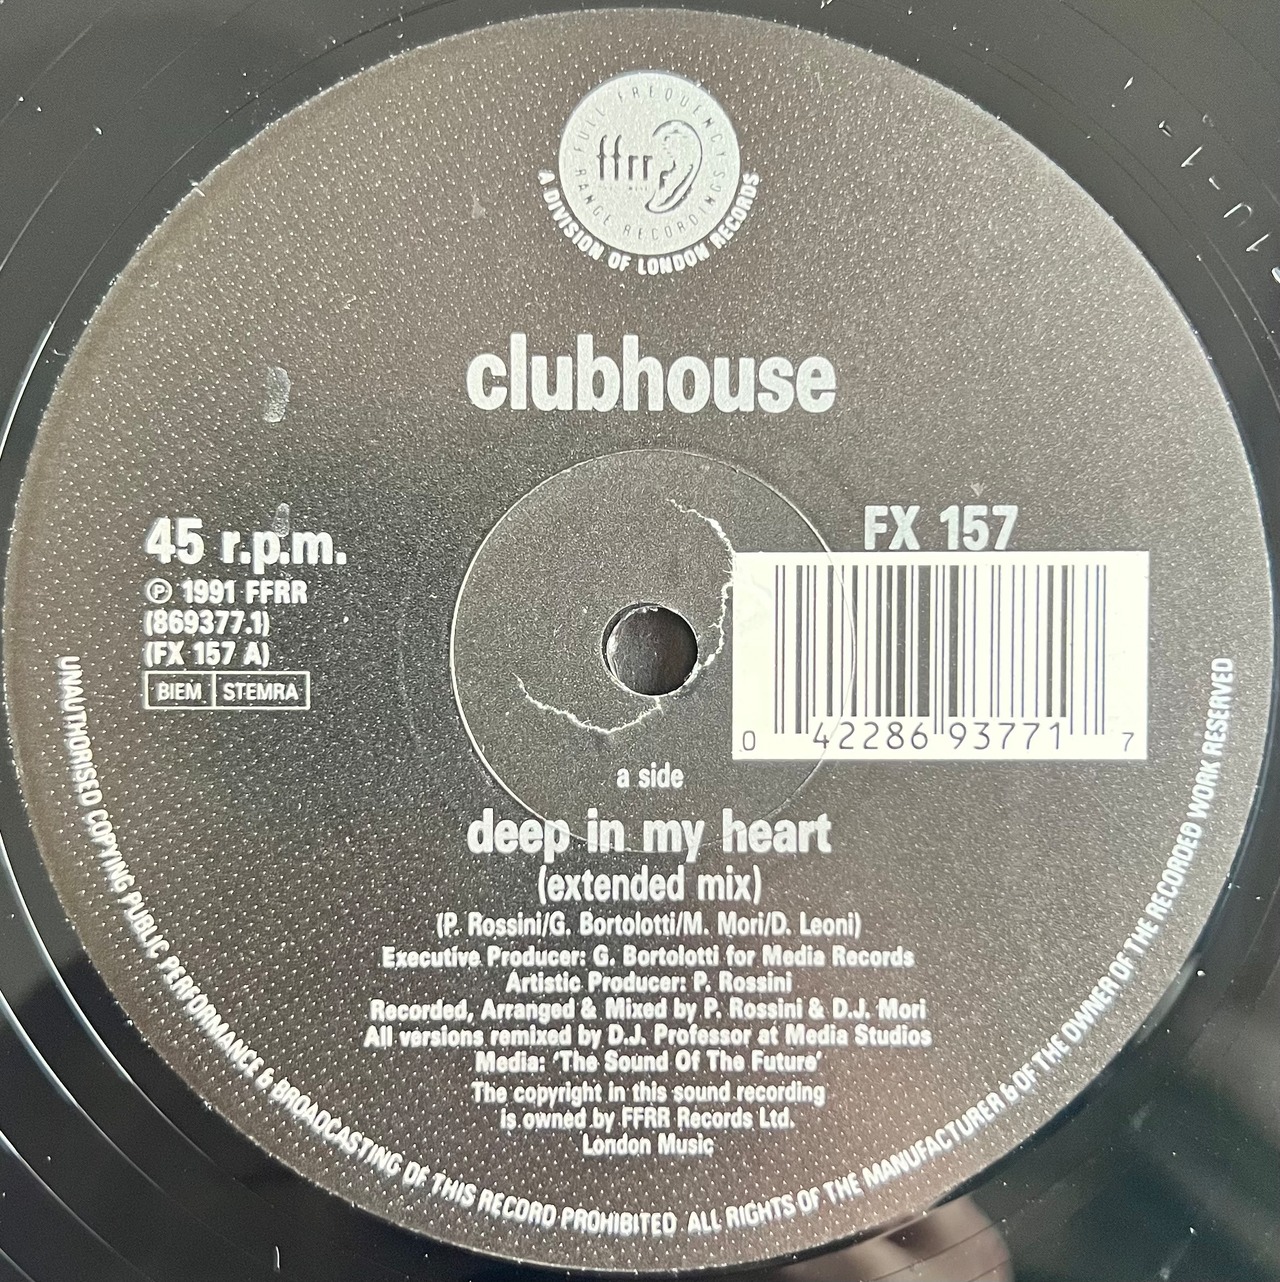 FULL FREQUENCY
ffrr
RANGE RECORDINGS
A DIVISION OF LONDON RECORDS
clubhouse
45 r.p.m.
℗ 1991 FFRR
(869377.1)
(FX 157 A)
BIEM STEMRA
FX 157
0 42286 93771 7
a side
deep in my heart
(extended mix)
(P. Rossini/G. Bortolotti/M. Mori/D. Leoni)
Executive Producer: G. Bortolotti for Media Records
Artistic Producer: P. Rossini
Recorded, Arranged & Mixed by P. Rossini & D.J. Mori
All versions remixed by D.J. Professor at Media Studios
Media: 'The Sound Of The Future'
The copyright in this sound recording
is owned by FFRR Records Ltd.
London Music
UNAUTHORISED COPYING PUBLIC PERFORMANCE & BROADCASTING OF THIS RECORD PROHIBITED ALL RIGHTS OF THE MANUFACTURER & OF THE OWNER OF THE RECORDED WORK RESERVED